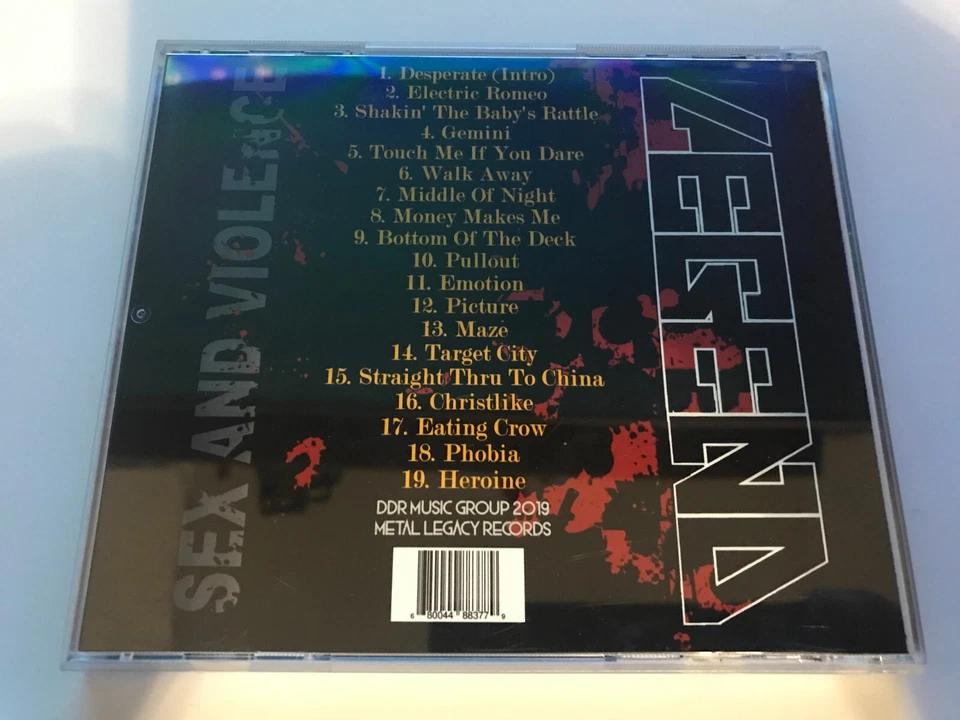 1. Desperate (Intro)
2. Electric Romeo
3. Shakin' The Baby's Rattle
4. Gemini
5. Touch Me If You Dare
6. Walk Away
7. Middle Of Night
8. Money Makes Me
9. Bottom Of The Deck
10. Pullout
11. Emotion
12. Picture
13. Maze
14. Target City
15. Straight Thru To China
16. Christlike
17. Eating Crow
18. Phobia
19. Heroine
DDR MUSIC GROUP 2019
METAL LEGACY RECORDS
6 80044 88377 9
SEX AND VIOLENCE
LEGEND